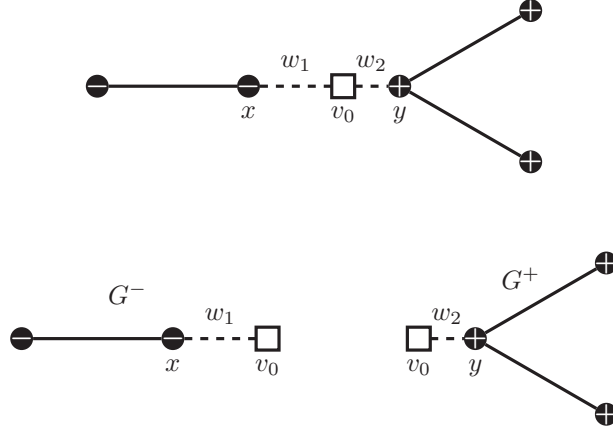 w₁ w₂
x v₀ y
G⁻ w₁ w₂ G⁺
x v₀ v₀ y